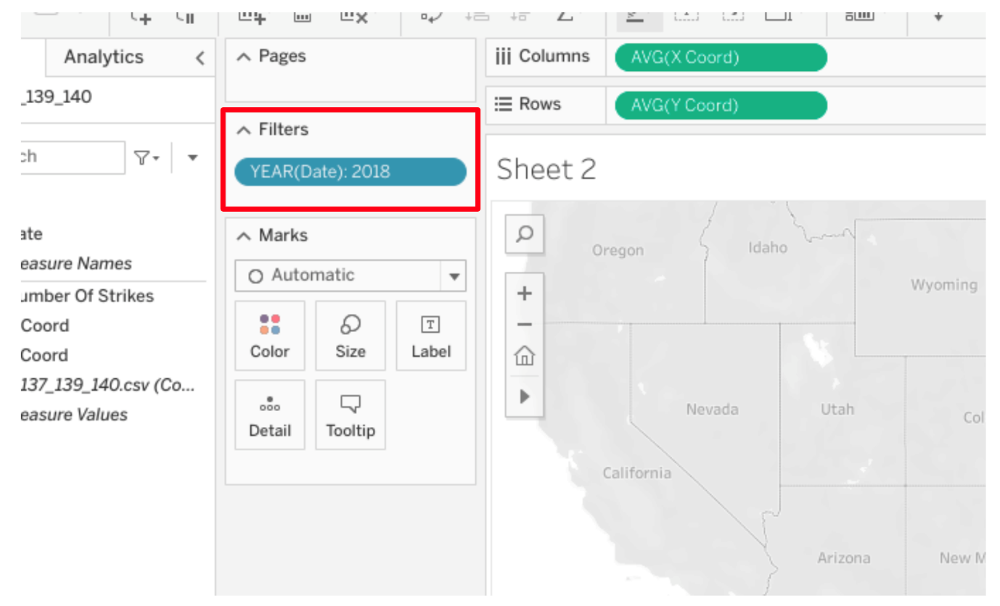 Analytics
_139_140
ch
ate
easure Names
umber Of Strikes
Coord
Coord
137_139_140.csv (Co...
easure Values
Pages
Filters
YEAR(Date): 2018
Marks
Automatic
Color
Size
Label
Detail
Tooltip
Columns
AVG(X Coord)
Rows
AVG(Y Coord)
Sheet 2
Oregon
Idaho
Wyoming
Nevada
Utah
Col
California
Arizona
New M